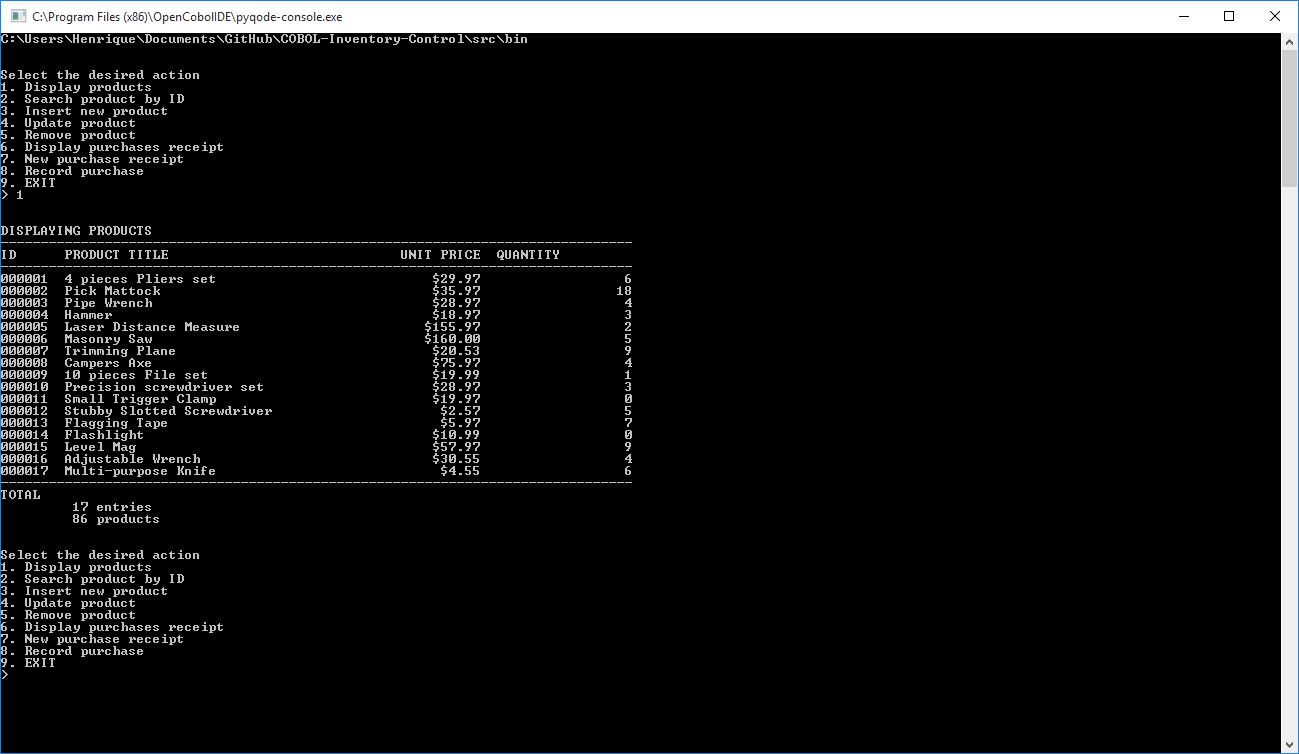 C:\Program Files (x86)\OpenCobolIDE\pyqode-console.exe
C:\Users\Henrique\Documents\GitHub\COBOL-Inventory-Control\src\bin
Select the desired action
1. Display products
2. Search product by ID
3. Insert new product
4. Update product
5. Remove product
6. Display purchases receipt
7. New purchase receipt
8. Record purchase
9. EXIT
> 1
DISPLAYING PRODUCTS
-------------------------------------------------------------------------------
ID      PRODUCT TITLE                             UNIT PRICE  QUANTITY
-------------------------------------------------------------------------------
000001  4 pieces Pliers set                           $29.97                  6
000002  Pick Mattock                                  $35.97                 18
000003  Pipe Wrench                                   $28.97                  4
000004  Hammer                                        $18.97                  3
000005  Laser Distance Measure                       $155.97                  2
000006  Masonry Saw                                  $160.00                  5
000007  Trimming Plane                                $20.53                  9
000008  Campers Axe                                   $75.97                  4
000009  10 pieces File set                            $19.99                  1
000010  Precision screwdriver set                     $28.97                  3
000011  Small Trigger Clamp                           $19.97                  0
000012  Stubby Slotted Screwdriver                     $2.57                  5
000013  Flagging Tape                                  $5.97                  7
000014  Flashlight                                    $10.99                  0
000015  Level Mag                                     $57.97                  9
000016  Adjustable Wrench                             $30.55                  4
000017  Multi-purpose Knife                            $4.55                  6
-------------------------------------------------------------------------------
TOTAL
17 entries
86 products
Select the desired action
1. Display products
2. Search product by ID
3. Insert new product
4. Update product
5. Remove product
6. Display purchases receipt
7. New purchase receipt
8. Record purchase
9. EXIT
>